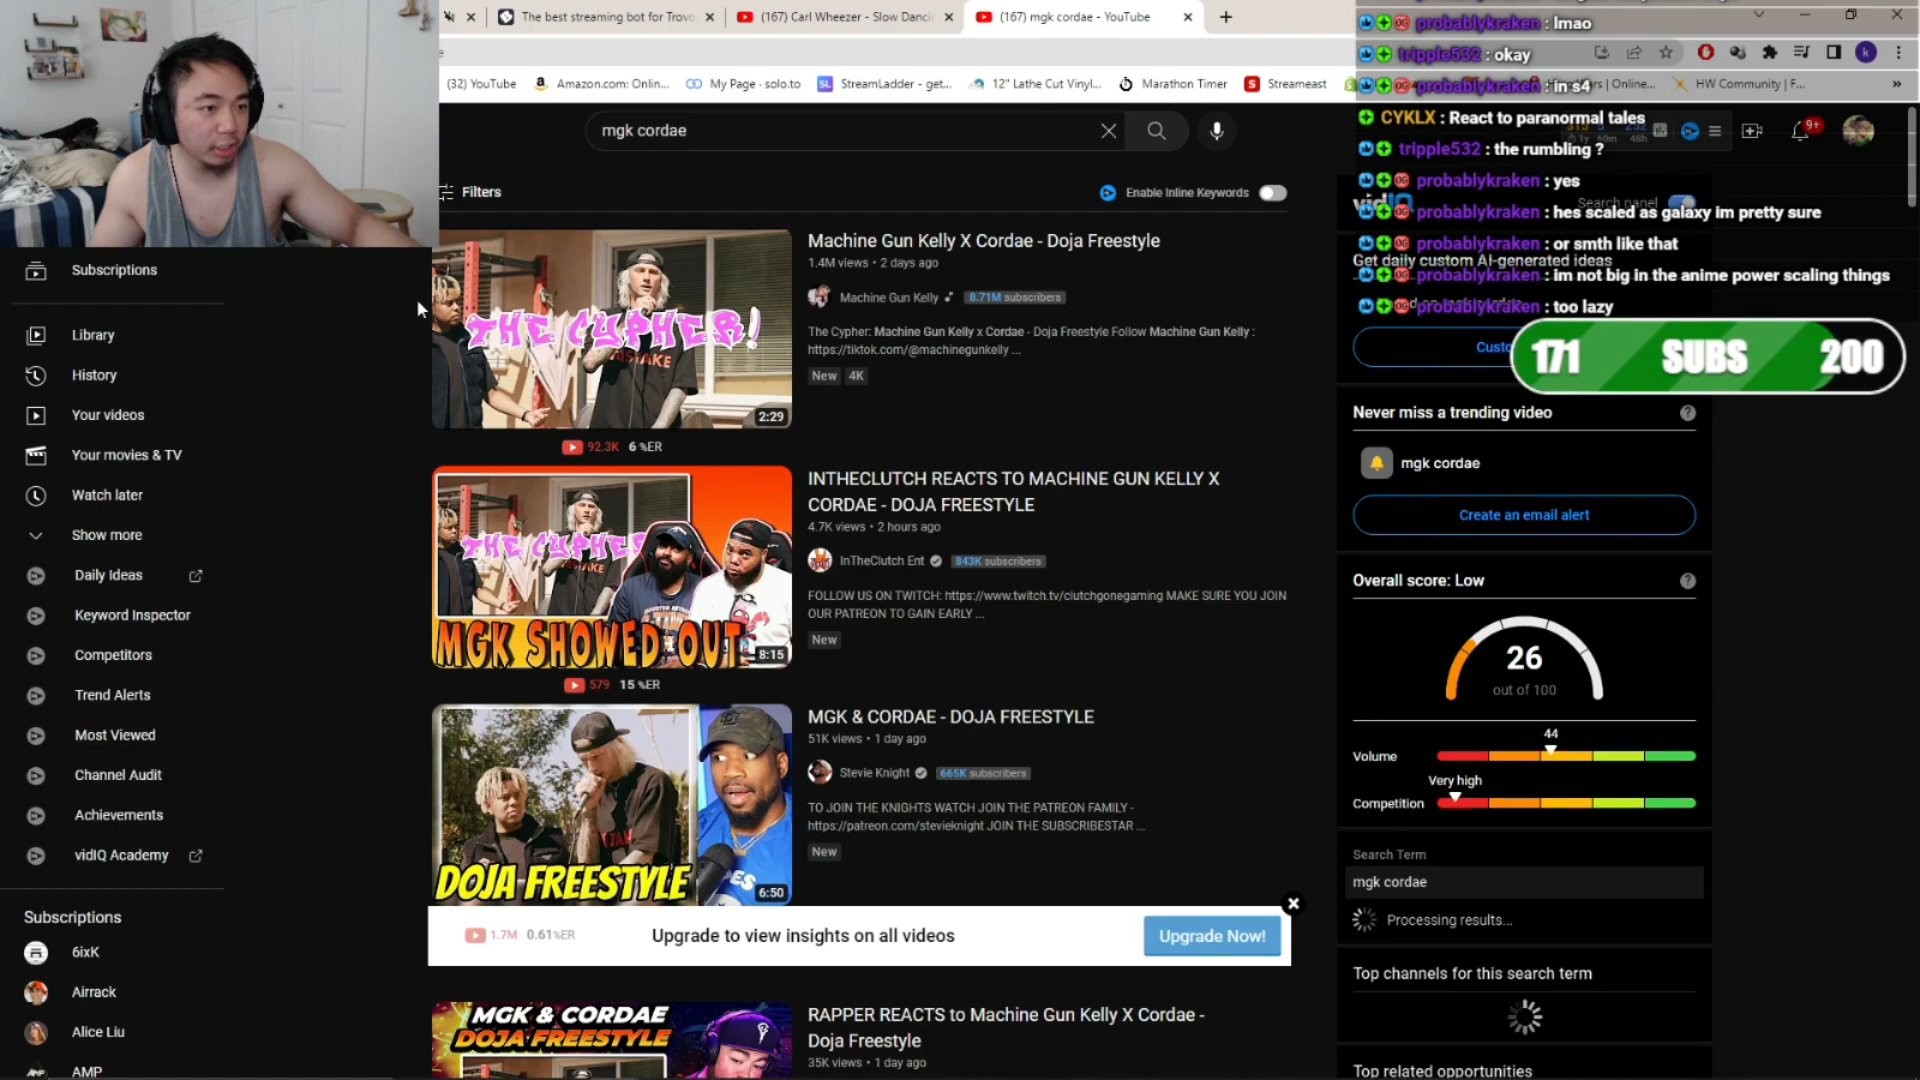 The best streaming bot for Trovo
(167) Carl Wheezer - Slow Dancin
(167) mgk cordae - YouTube
(32) YouTube
Amazon.com: Onlin...
My Page · solo.to
StreamLadder - get...
12" Lathe Cut Vinyl...
Marathon Timer
Streameast
| Online...
HW Community | F...
mgk cordae
Filters
Enable Inline Keywords
Subscriptions
Library
History
Your videos
Your movies & TV
Watch later
Show more
Daily Ideas
Keyword Inspector
Competitors
Trend Alerts
Most Viewed
Channel Audit
Achievements
vidIQ Academy
Subscriptions
6ixK
Airrack
Alice Liu
AMP
THE CYPHER!
2:29
92.3K 6 %ER
Machine Gun Kelly X Cordae - Doja Freestyle
1.4M views • 2 days ago
Machine Gun Kelly 8.71M subscribers
The Cypher: Machine Gun Kelly x Cordae - Doja Freestyle Follow Machine Gun Kelly :
https://tiktok.com/@machinegunkelly ...
New 4K
MGK SHOWED OUT
8:15
579 15 %ER
INTHECLUTCH REACTS TO MACHINE GUN KELLY X
CORDAE - DOJA FREESTYLE
4.7K views • 2 hours ago
InTheClutch Ent 843K subscribers
FOLLOW US ON TWITCH: https://www.twitch.tv/clutchgonegaming MAKE SURE YOU JOIN
OUR PATREON TO GAIN EARLY ...
New
DOJA FREESTYLE
6:50
MGK & CORDAE - DOJA FREESTYLE
51K views • 1 day ago
Stevie Knight 665K subscribers
TO JOIN THE KNIGHTS WATCH JOIN THE PATREON FAMILY -
https://patreon.com/stevieknight JOIN THE SUBSCRIBESTAR ...
New
1.7M 0.61%ER
Upgrade to view insights on all videos
Upgrade Now!
MGK & CORDAE
DOJA FREESTYLE
RAPPER REACTS to Machine Gun Kelly X Cordae -
Doja Freestyle
35K views • 1 day ago
probablykraken : lmao
tripple532 : okay
probablykraken : in s4
CYKLX : React to paranormal tales
tripple532 : the rumbling ?
probablykraken : yes
probablykraken : hes scaled as galaxy im pretty sure
probablykraken : or smth like that
probablykraken : im not big in the anime power scaling things
probablykraken : too lazy
9+
vidIQ
Search panel
Get daily custom AI-generated ideas
171 SUBS 200
Never miss a trending video
mgk cordae
Create an email alert
Overall score: Low
26
out of 100
44
Volume
Very high
Competition
Search Term
mgk cordae
Processing results...
Top channels for this search term
Top related opportunities